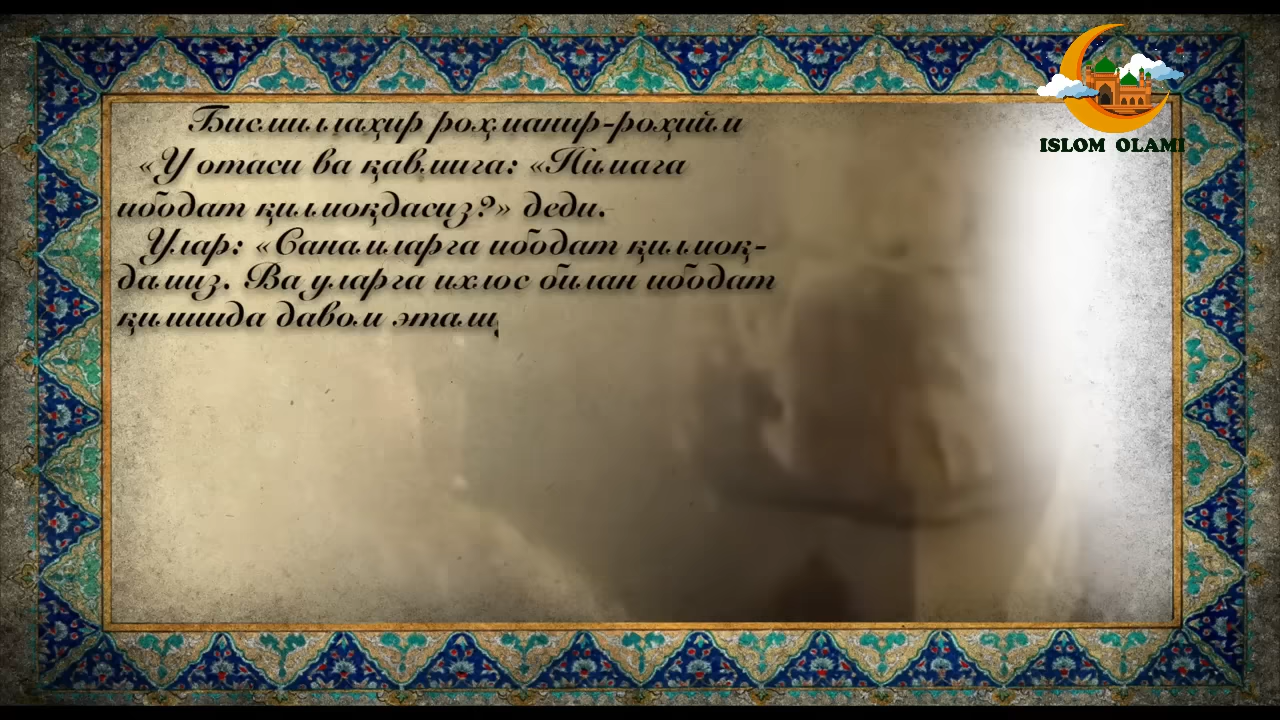 Бисмиллаҳир роҳманир-роҳийм
«У отаси ва қавмига: «Нимага
ибодат қилмоқдасиз?» деди.
Улар: «Санамларга ибодат қилмоқ-
дамиз. Ва уларга ихлос билан ибодат
қилишда давом этам
ISLOM OLAMI